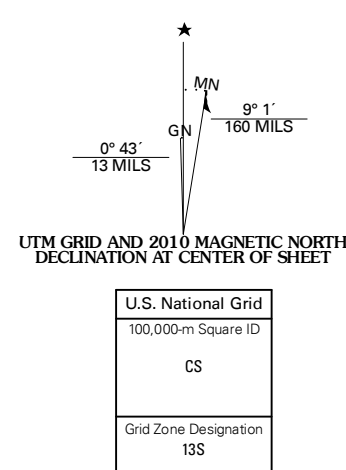 ★
MN
9° 1´
160 MILS
GN
0° 43´
13 MILS
UTM GRID AND 2010 MAGNETIC NORTH
DECLINATION AT CENTER OF SHEET
U.S. National Grid
100,000-m Square ID
CS
Grid Zone Designation
13S